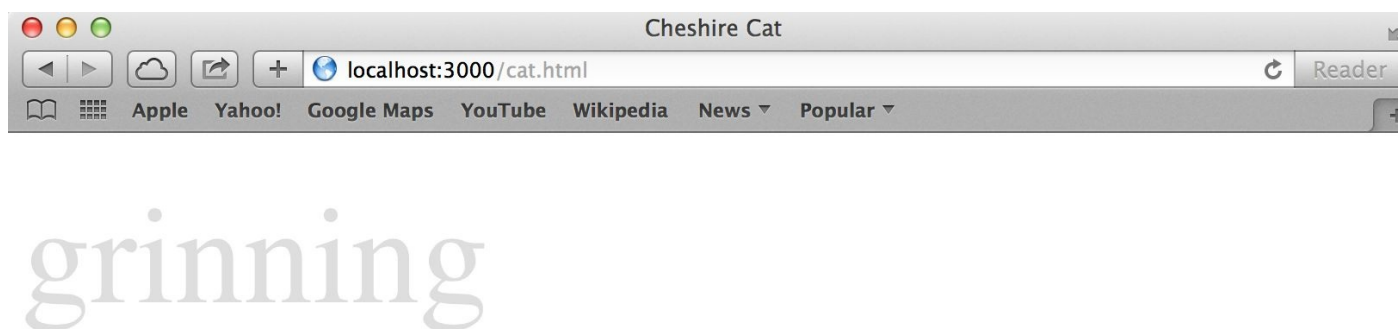 Cheshire Cat
localhost:3000/cat.html
Reader
Apple Yahoo! Google Maps YouTube Wikipedia News Popular
grinning